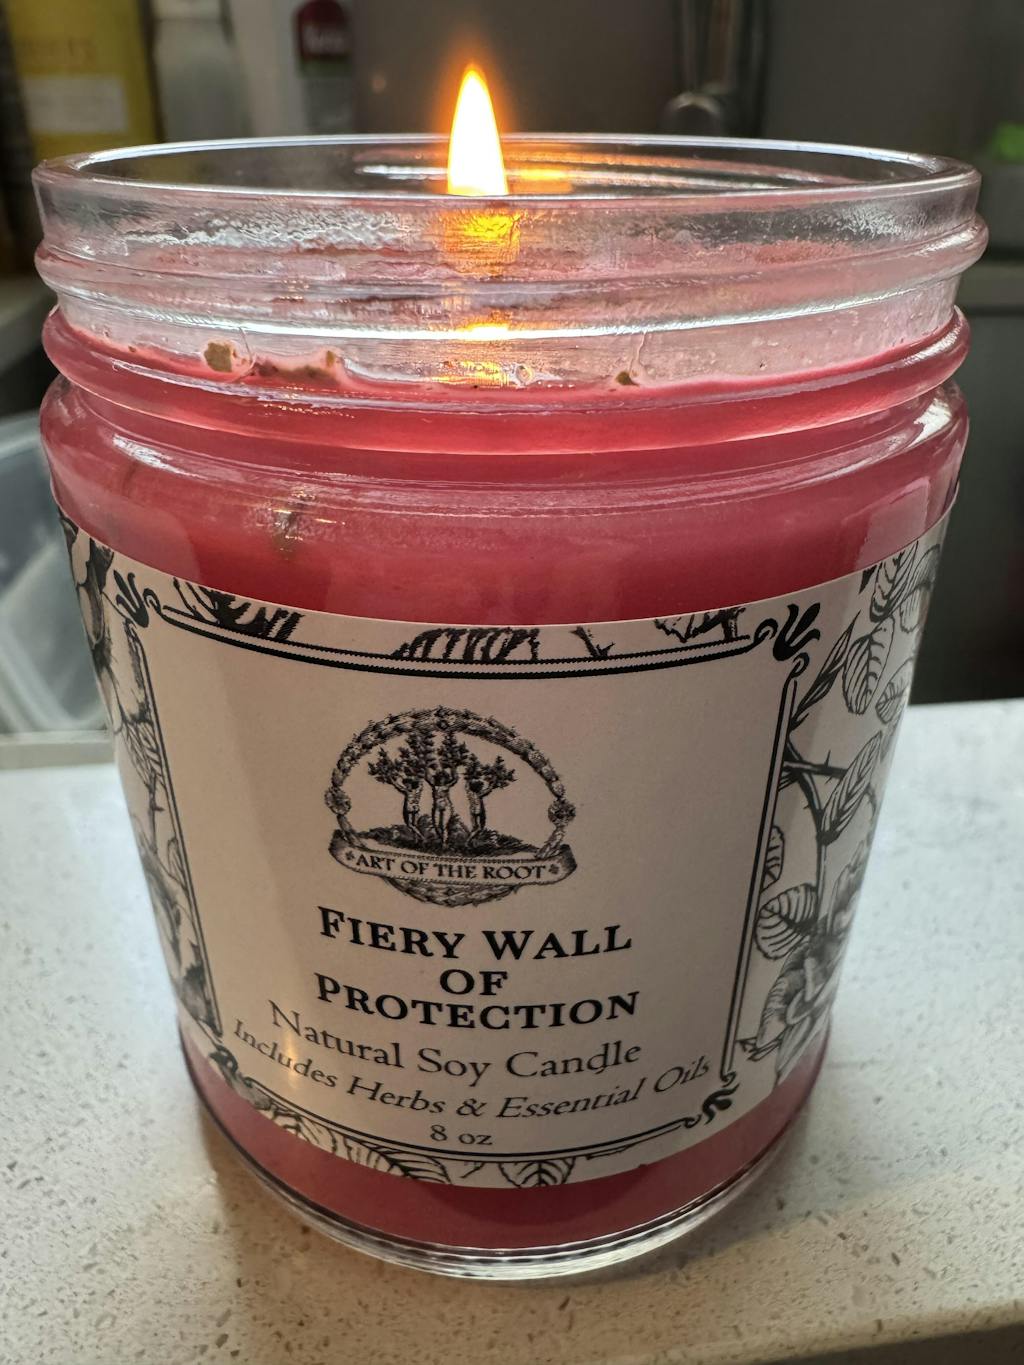 ART OF THE ROOT
FIERY WALL
OF
PROTECTION
Natural Soy Candle
Includes Herbs & Essential Oils
8 oz